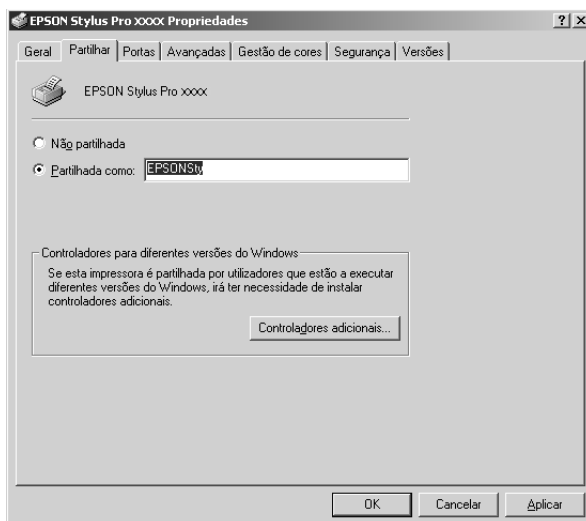 EPSON Stylus Pro XXXX Propriedades
Geral Partilhar Portas Avançadas Gestão de cores Segurança Versões
EPSON Stylus Pro xxxx
Não partilhada
Partilhada como: EPSONSty
Controladores para diferentes versões do Windows
Se esta impressora é partilhada por utilizadores que estão a executar
diferentes versões do Windows, irá ter necessidade de instalar
controladores adicionais.
Controladores adicionais...
OK Cancelar Aplicar